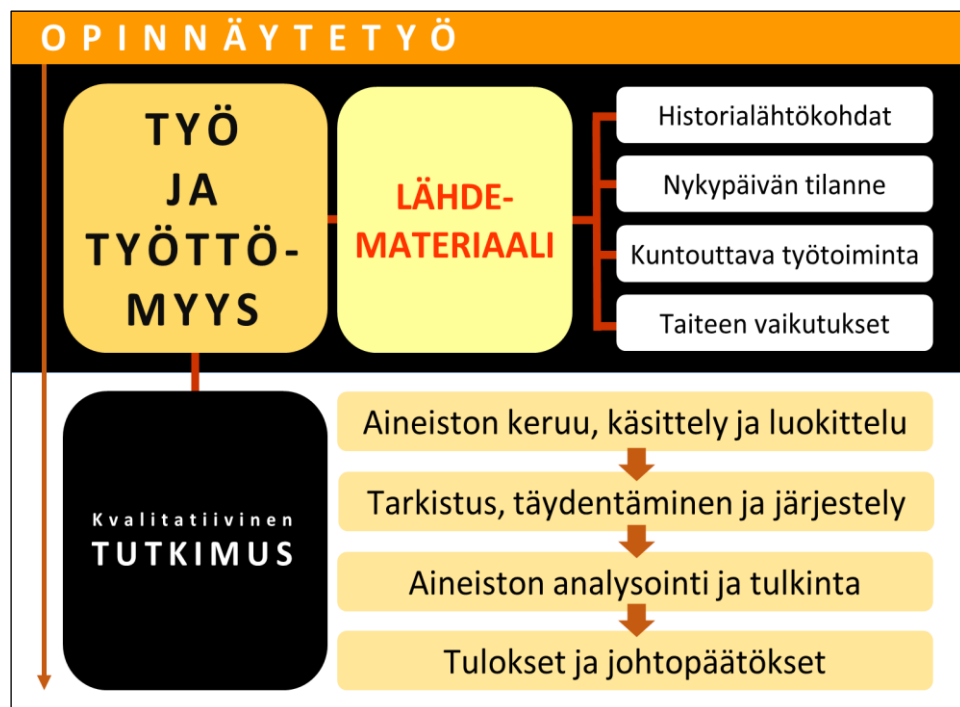 OPINNÄYTETYÖ
TYÖ
JA
TYÖTTÖ-
MYYS
LÄHDE-
MATERIAALI
Historialähtökohdat
Nykypäivän tilanne
Kuntouttava työtoiminta
Taiteen vaikutukset
Kvalitatiivinen
TUTKIMUS
Aineiston keruu, käsittely ja luokittelu
Tarkistus, täydentäminen ja järjestely
Aineiston analysointi ja tulkinta
Tulokset ja johtopäätökset